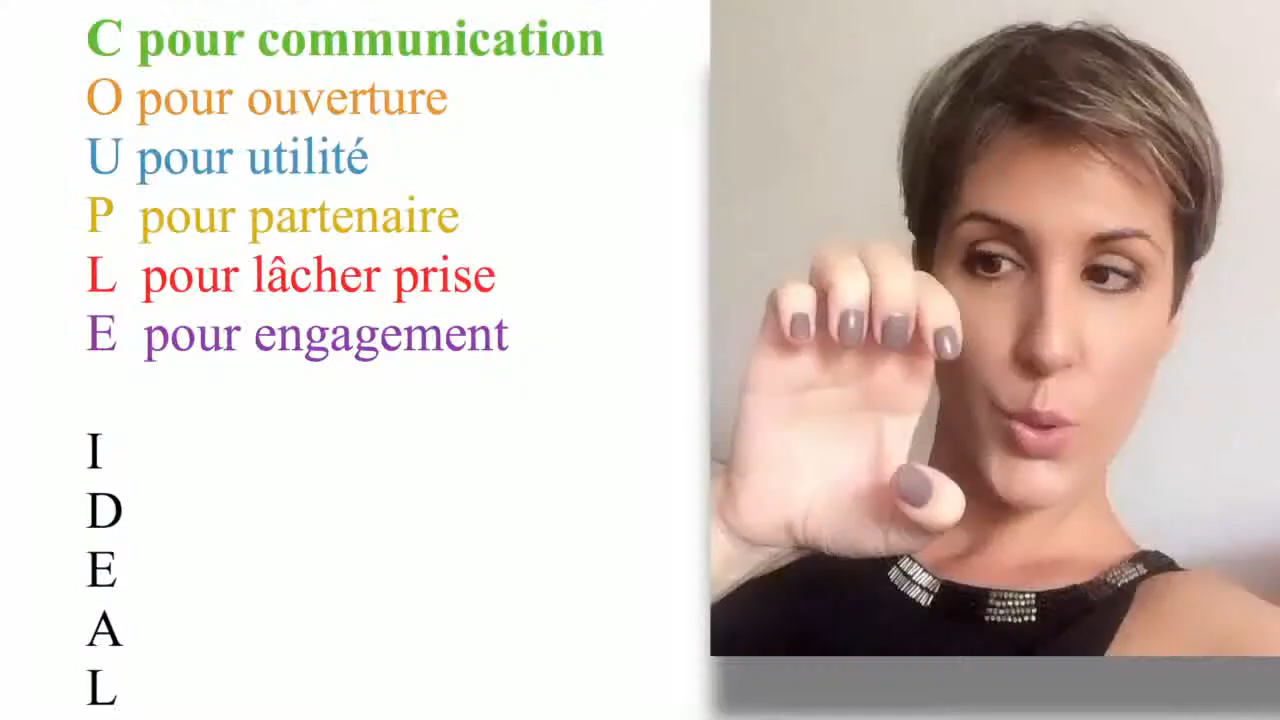 C pour communication
O pour ouverture
U pour utilité
P pour partenaire
L pour lâcher prise
E pour engagement
I
D
E
A
L